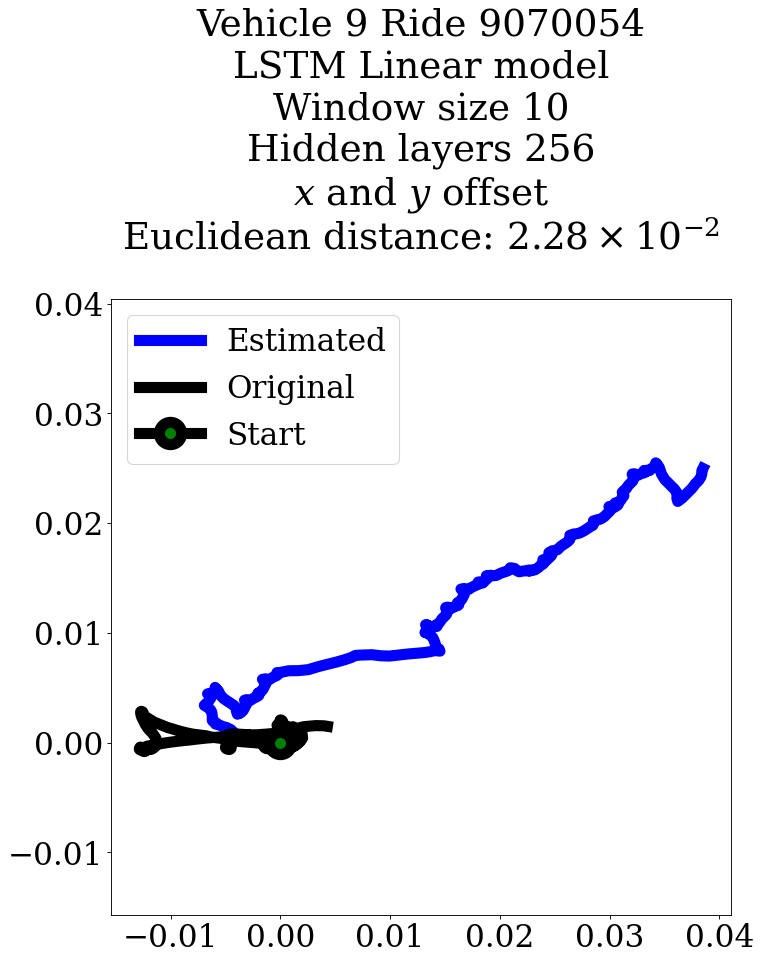 Vehicle 9 Ride 9070054
LSTM Linear model
Window size 10
Hidden layers 256
x and y offset
Euclidean distance: 2.28 × 10⁻²
0.04
0.03
0.02
0.01
0.00
−0.01
Estimated
Original
Start
−0.01 0.00 0.01 0.02 0.03 0.04